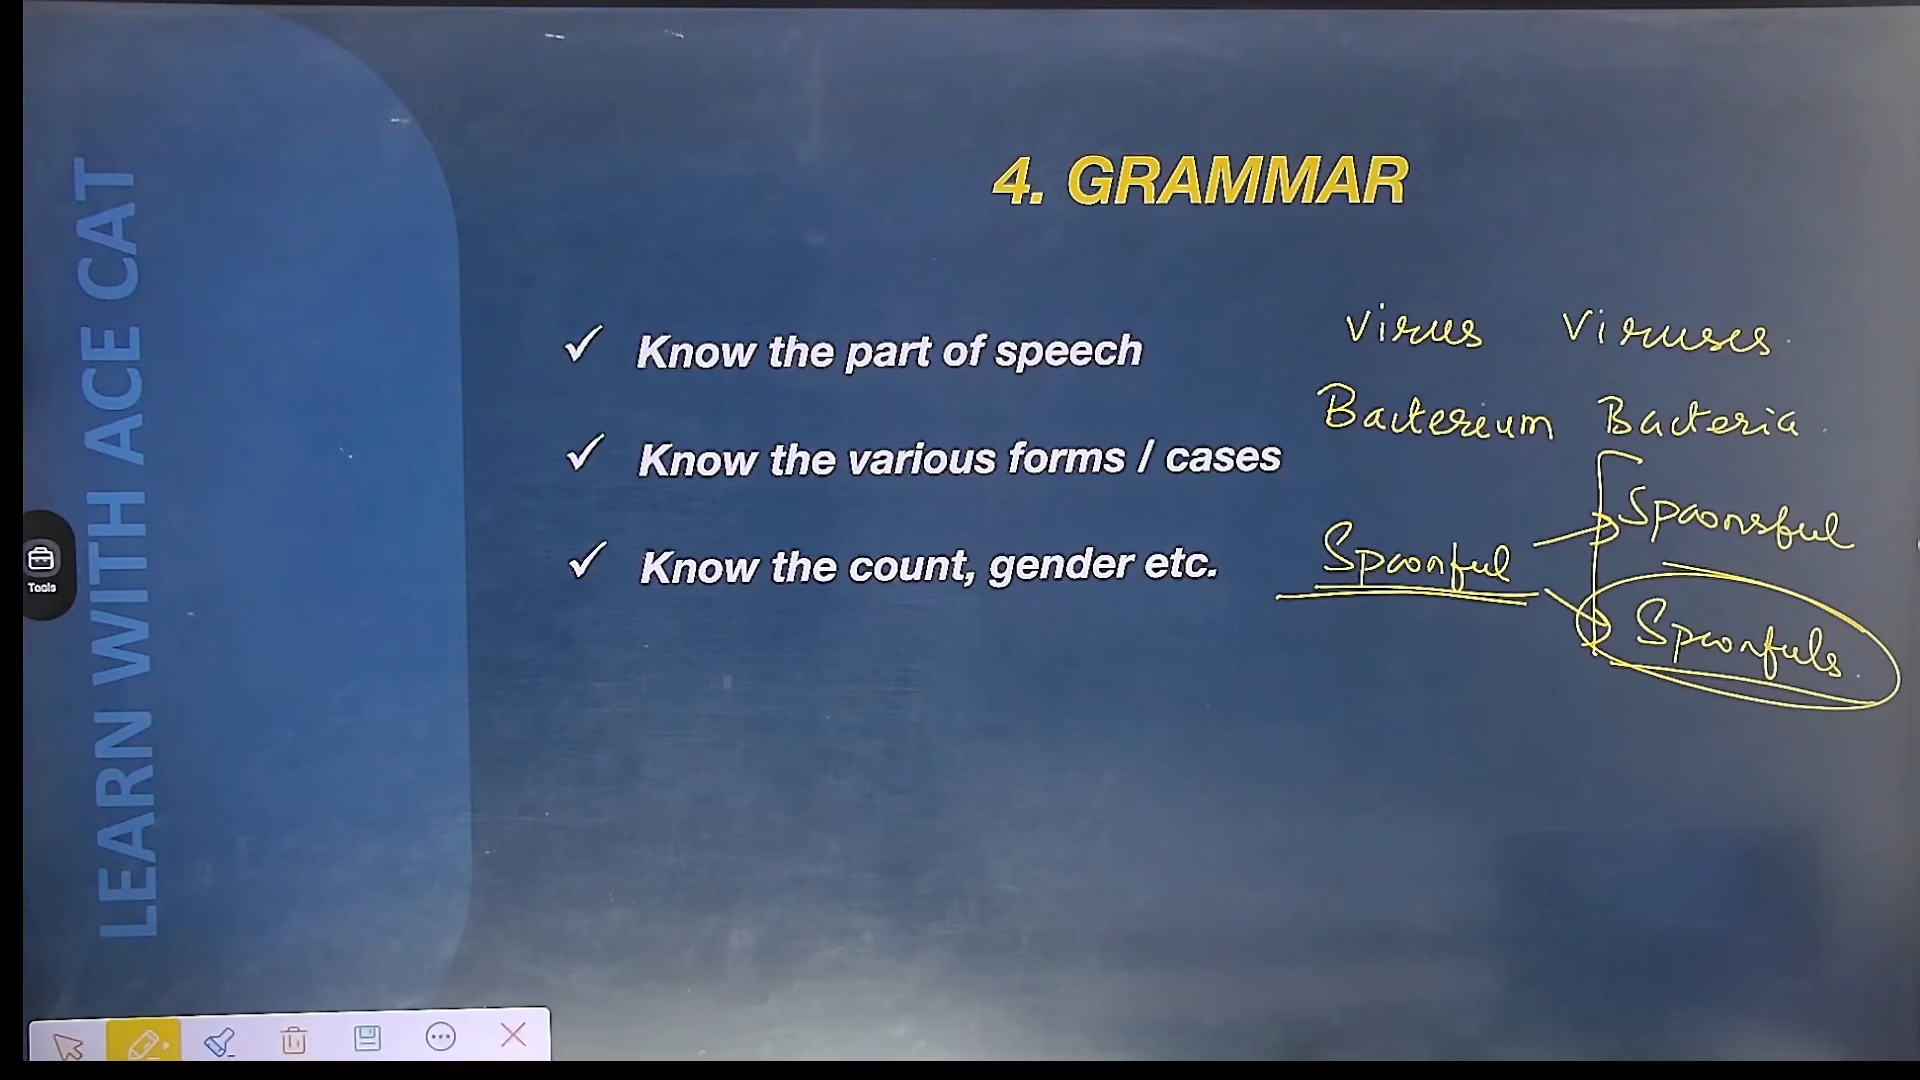 LEARN WITH ACE CAT
4. GRAMMAR
✓ Know the part of speech
✓ Know the various forms / cases
✓ Know the count, gender etc.
Virus Viruses.
Bacterium Bacteria.
Spoonful
Spoonsful
Spoonfuls.
Tools